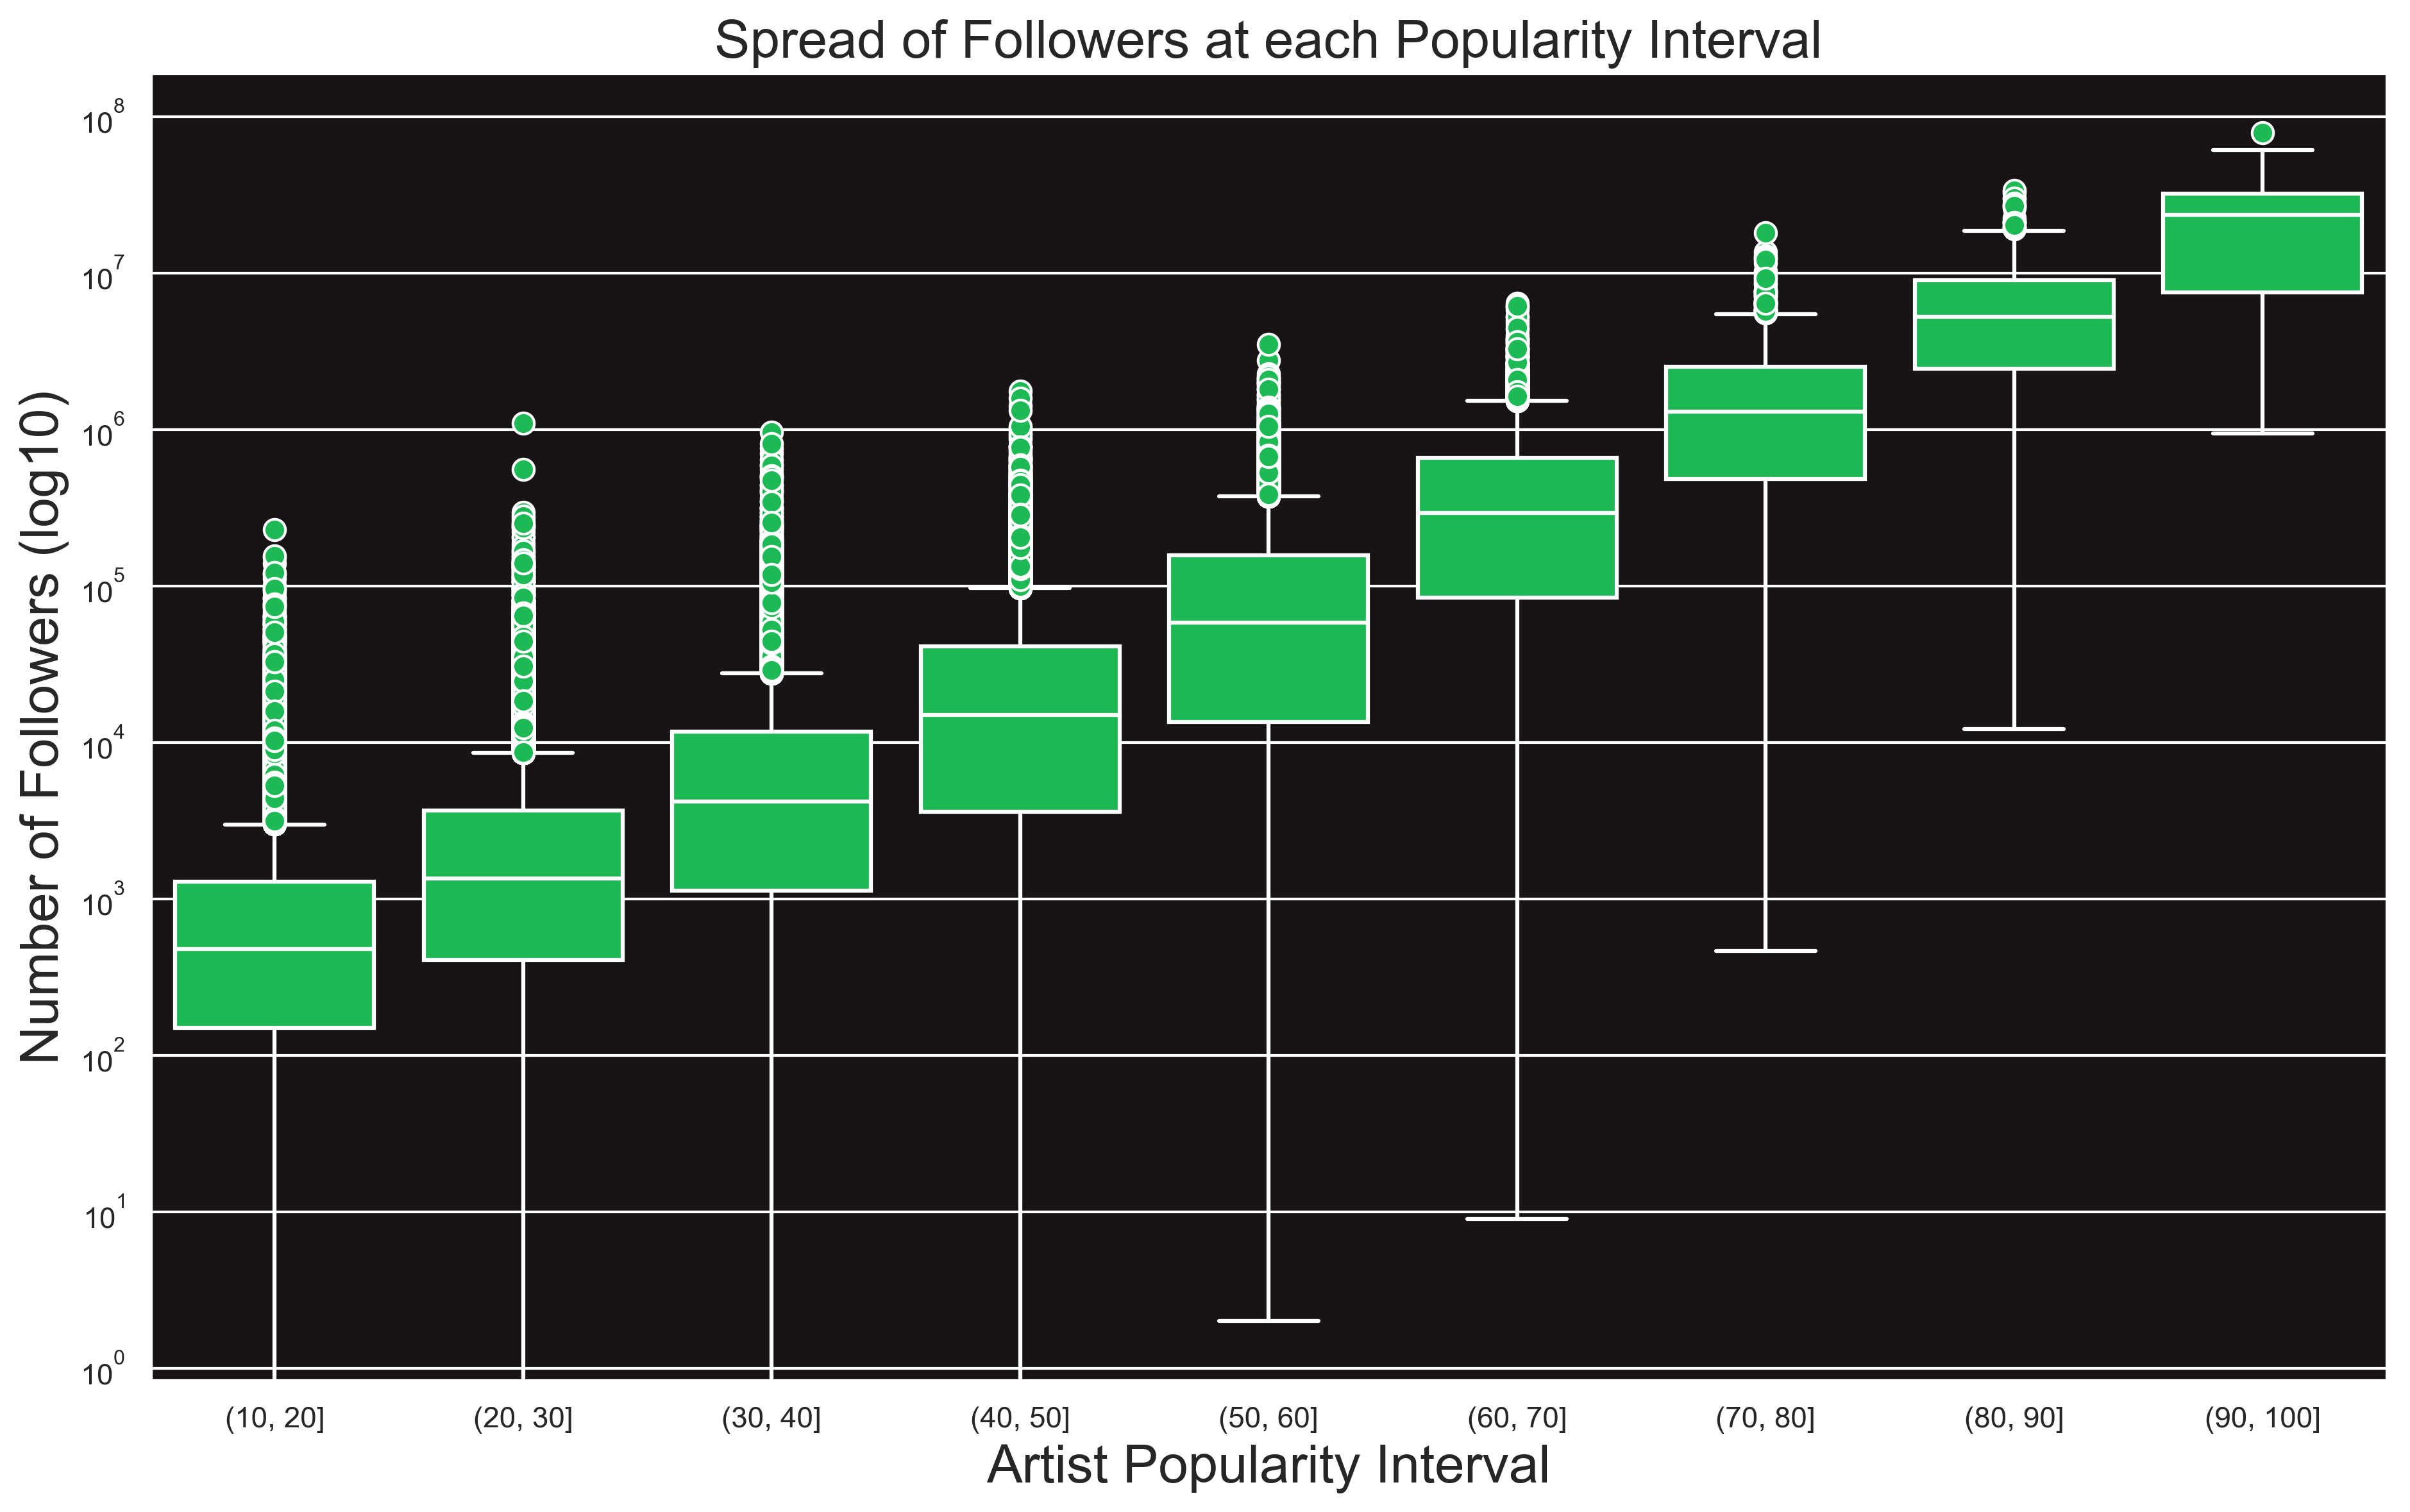 Spread of Followers at each Popularity Interval
Number of Followers (log10)
10^8
10^7
10^6
10^5
10^4
10^3
10^2
10^1
10^0
(10, 20] (20, 30] (30, 40] (40, 50] (50, 60] (60, 70] (70, 80] (80, 90] (90, 100]
Artist Popularity Interval